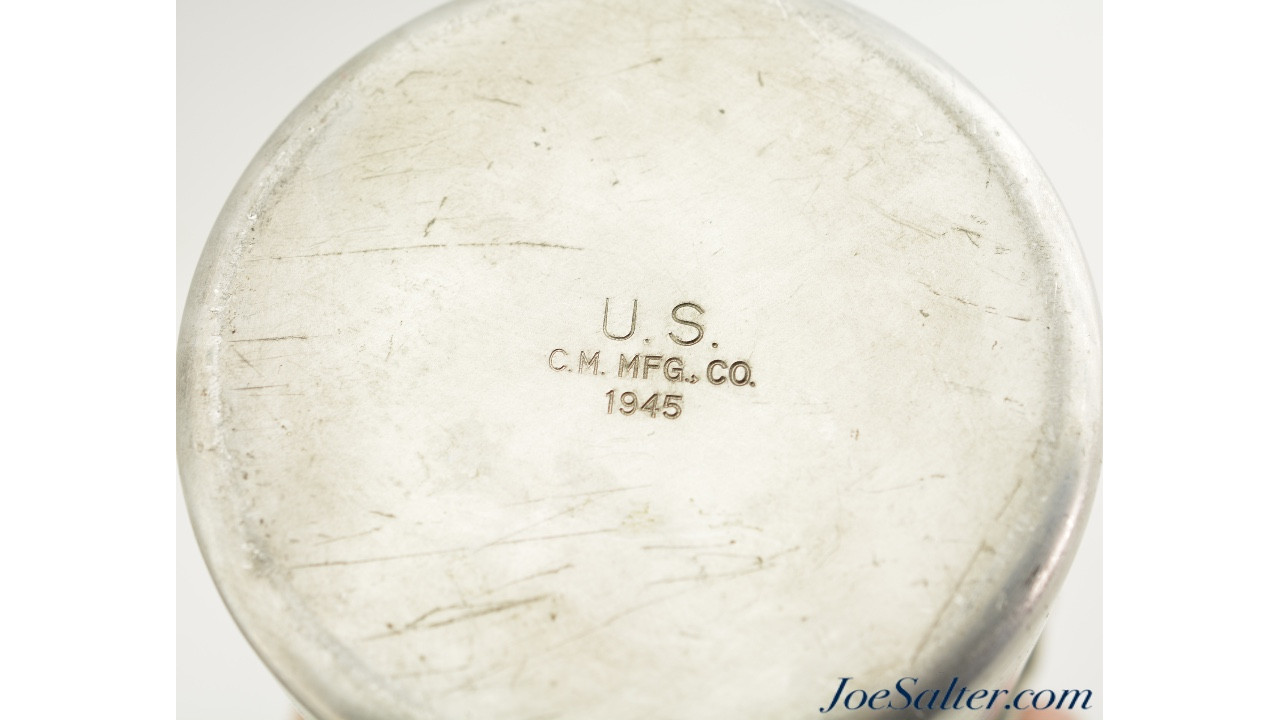 U. S.
C.M. MFG., CO.
1945
JoeSalter.com